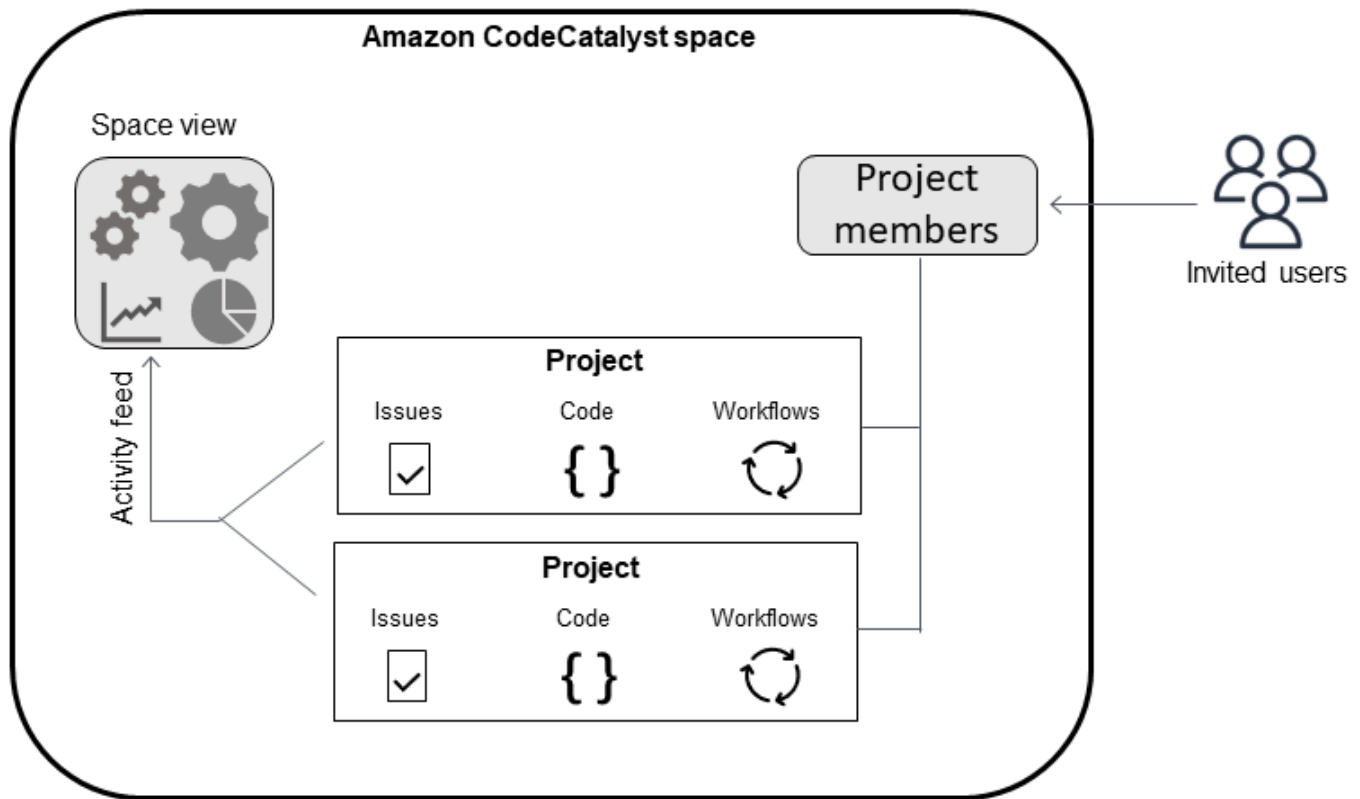 Amazon CodeCatalyst space
Space view
Project
members
Invited users
Activity feed
Project
Issues
Code
Workflows
{ }
Project
Issues
Code
Workflows
{ }